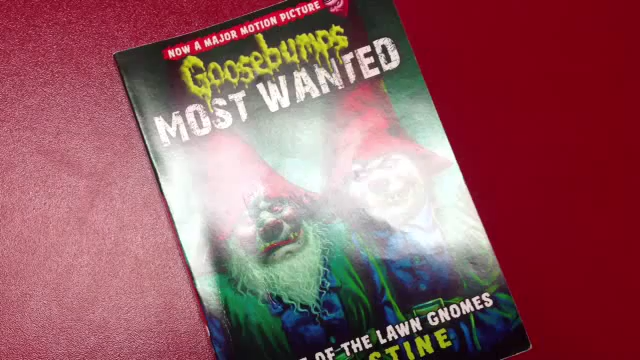 NOW A MAJOR MOTION PICTURE
Goosebumps
MOST WANTED
OF THE LAWN GNOMES
STINE